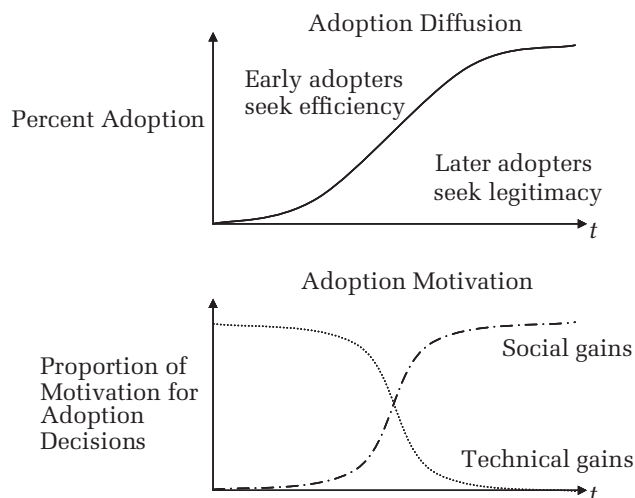 Adoption Diffusion
Early adopters
seek efficiency
Percent Adoption
Later adopters
seek legitimacy
t
Adoption Motivation
Proportion of
Motivation for
Adoption
Decisions
Social gains
Technical gains
t